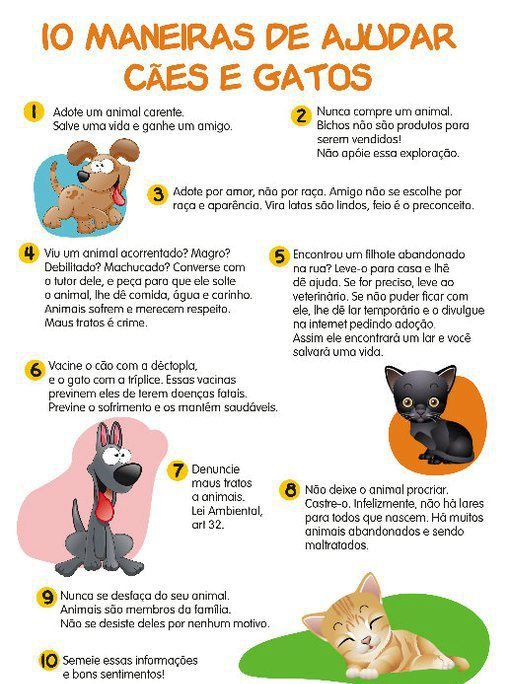 10 MANEIRAS DE AJUDAR
CÃES E GATOS
1 Adote um animal carente.
Salve uma vida e ganhe um amigo.
2 Nunca compre um animal.
Bichos não são produtos para
serem vendidos!
Não apóie essa exploração.
3 Adote por amor, não por raça. Amigo não se escolhe por
raça e aparência. Vira latas são lindos, feio é o preconceito.
4 Viu um animal acorrentado? Magro?
Debilitado? Machucado? Converse com
o tutor dele, e peça para que ele solte
o animal, lhe dê comida, água e carinho.
Animais sofrem e merecem respeito.
Maus tratos é crime.
5 Encontrou um filhote abandonado
na rua? Leve-o para casa e lhê
dê ajuda. Se for preciso, leve ao
veterinário. Se não puder ficar com
ele, lhe dê lar temporário e o divulgue
na internet pedindo adoção.
Assim ele encontrará um lar e você
salvará uma vida.
6 Vacine o cão com a déctopla,
e o gato com a tríplice. Essas vacinas
previnem eles de terem doenças fatais.
Previne o sofrimento e os mantém saudáveis.
7 Denuncie
maus tratos
a animais.
Lei Ambiental,
art 32.
8 Não deixe o animal procriar.
Castre-o. Infelizmente, não há lares
para todos que nascem. Há muitos
animais abandonados e sendo
maltratados.
9 Nunca se desfaça do seu animal.
Animais são membros da família.
Não se desiste deles por nenhum motivo.
10 Semeie essas informações
e bons sentimentos!